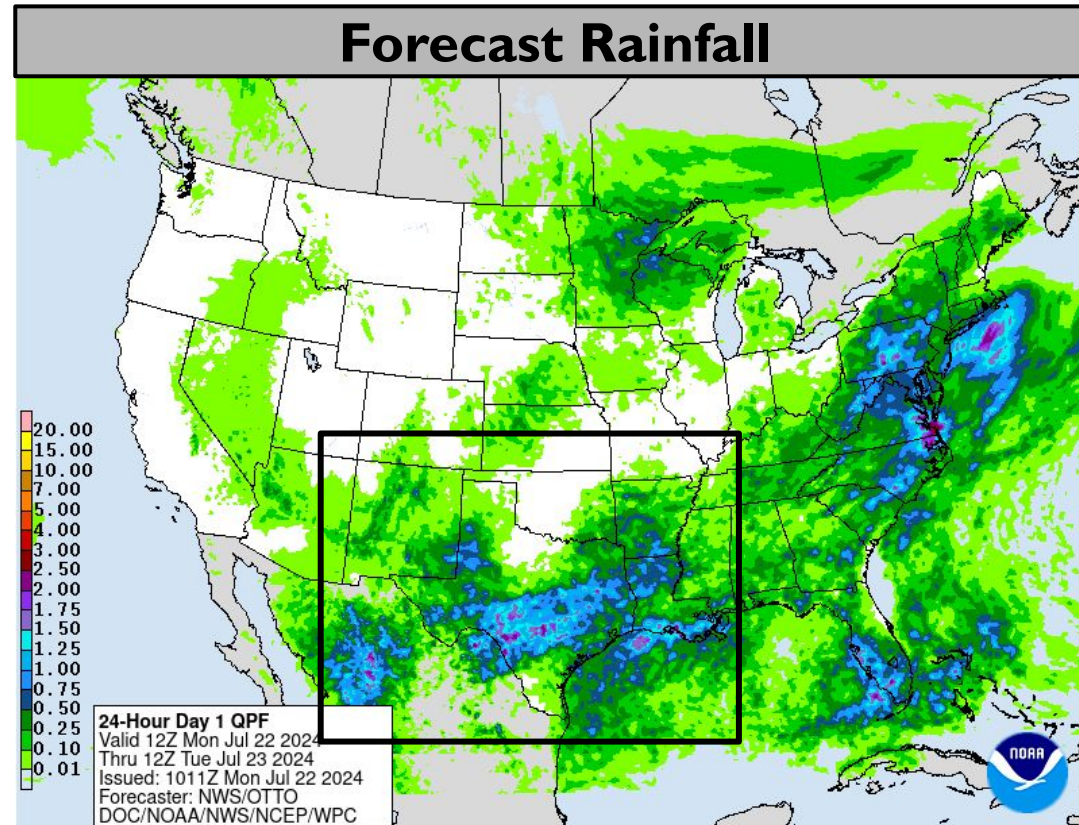 Forecast Rainfall
20.00
15.00
10.00
7.00
5.00
4.00
3.00
2.50
2.00
1.75
1.50
1.25
1.00
0.75
0.50
0.25
0.10
0.01
24-Hour Day 1 QPF
Valid 12Z Mon Jul 22 2024
Thru 12Z Tue Jul 23 2024
Issued: 1011Z Mon Jul 22 2024
Forecaster: NWS/OTTO
DOC/NOAA/NWS/NCEP/WPC
NOAA